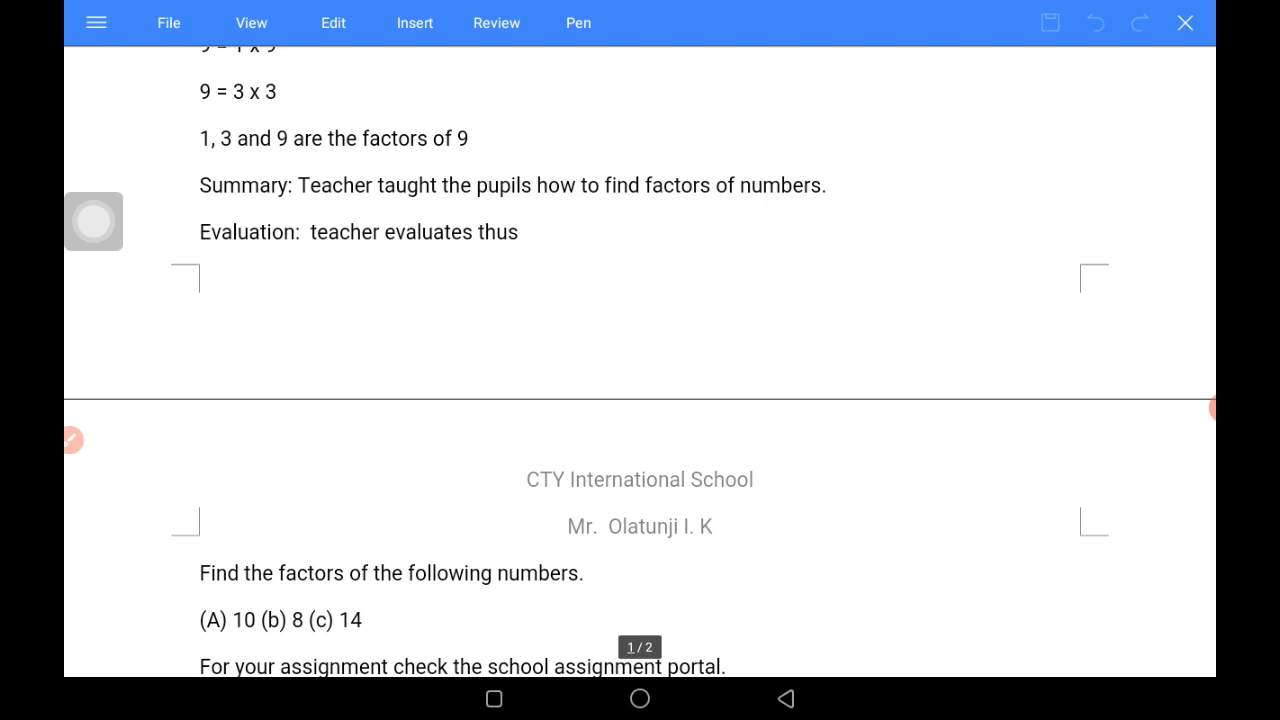 File View Edit Insert Review Pen
9 = 1 x 9
9 = 3 x 3
1, 3 and 9 are the factors of 9
Summary: Teacher taught the pupils how to find factors of numbers.
Evaluation:  teacher evaluates thus
CTY International School
Mr.  Olatunji I. K
Find the factors of the following numbers.
(A) 10 (b) 8 (c) 14
1/2
For your assignment check the school assignment portal.